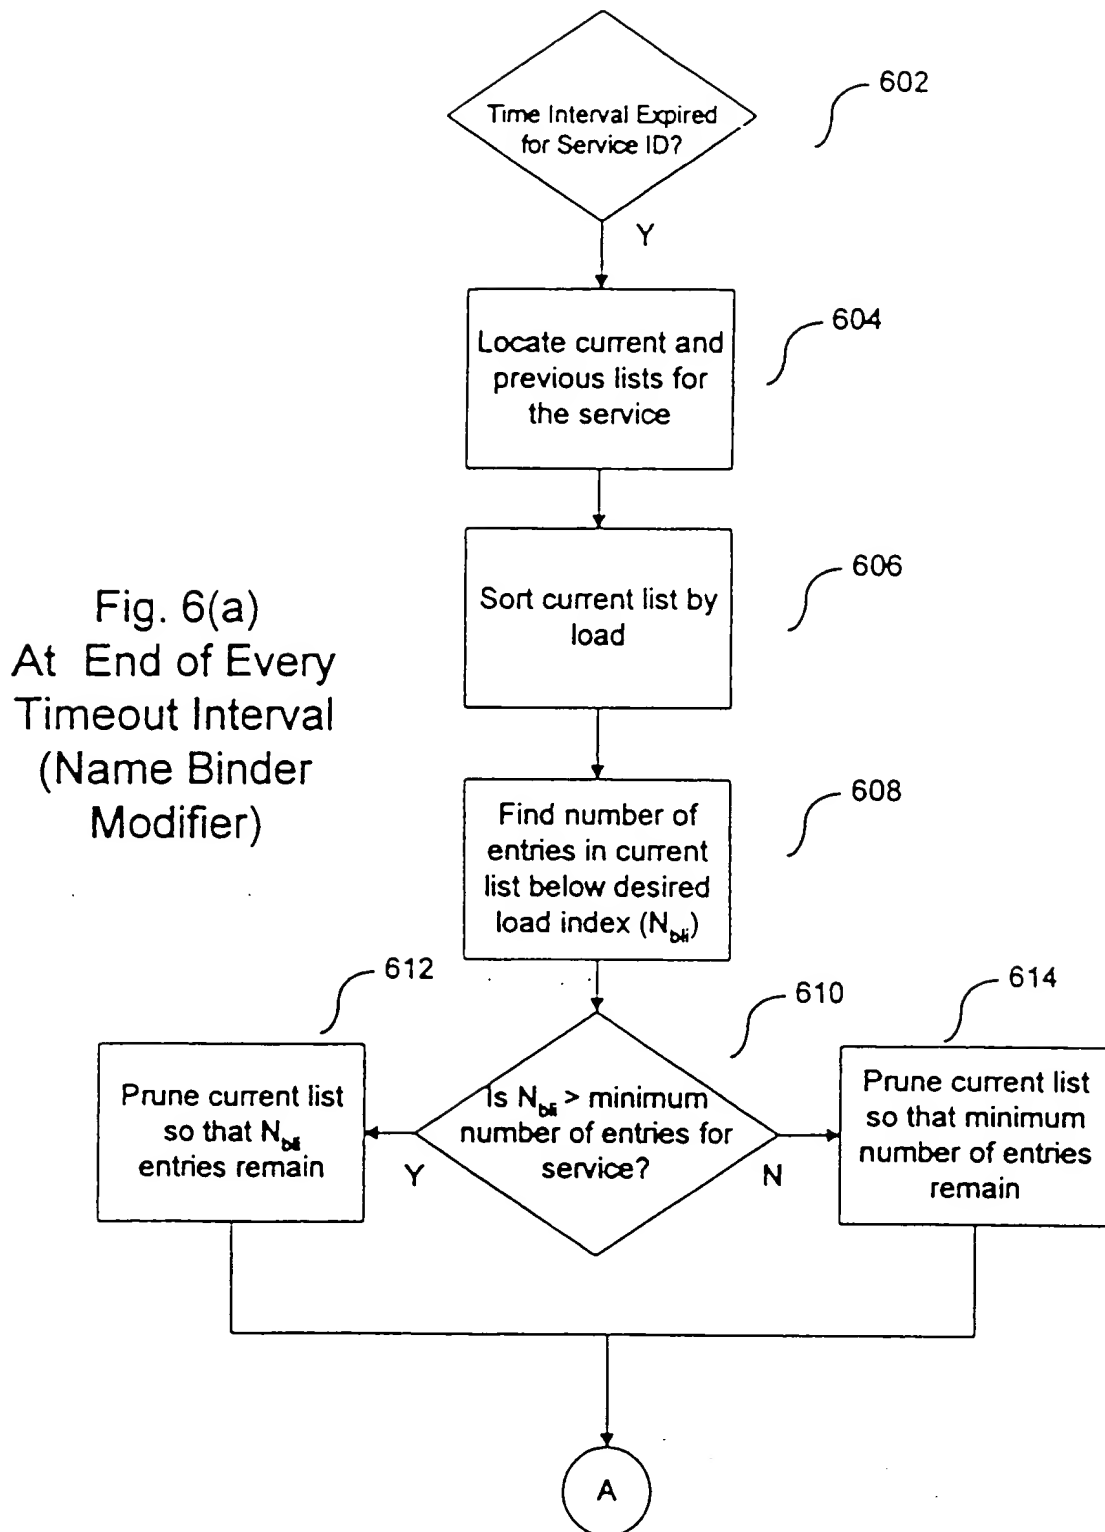 Time Interval Expired
for Service ID?
602
Y
Locate current and
previous lists for
the service
604
Sort current list by
load
606
Fig. 6(a)
At End of Every
Timeout Interval
(Name Binder
Modifier)
Find number of
entries in current
list below desired
load index (N_bli)
608
612
610
614
Prune current list
so that N_bli
entries remain
Is N_bli > minimum
number of entries for
service?
Y
N
Prune current list
so that minimum
number of entries
remain
A